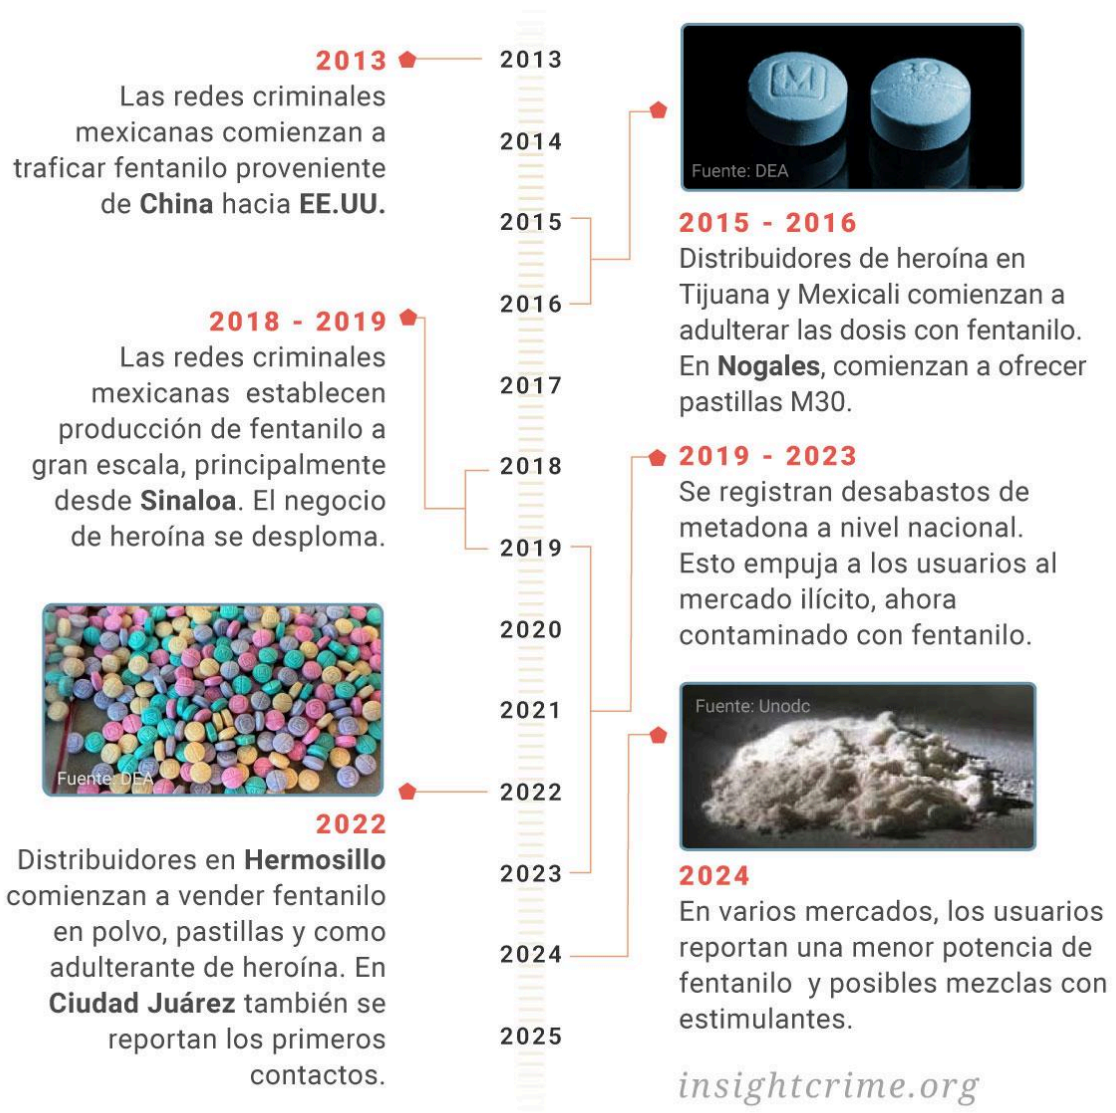 2013
Las redes criminales
mexicanas comienzan a
traficar fentanilo proveniente
de China hacia EE.UU.
2013
2014
2015
2016
2017
2018
2019
2020
2021
2022
2023
2024
2025
M
30
Fuente: DEA
2015 - 2016
Distribuidores de heroína en
Tijuana y Mexicali comienzan a
adulterar las dosis con fentanilo.
En Nogales, comienzan a ofrecer
pastillas M30.
2018 - 2019
Las redes criminales
mexicanas establecen
producción de fentanilo a
gran escala, principalmente
desde Sinaloa. El negocio
de heroína se desploma.
2019 - 2023
Se registran desabastos de
metadona a nivel nacional.
Esto empuja a los usuarios al
mercado ilícito, ahora
contaminado con fentanilo.
Fuente: DEA
2022
Distribuidores en Hermosillo
comienzan a vender fentanilo
en polvo, pastillas y como
adulterante de heroína. En
Ciudad Juárez también se
reportan los primeros
contactos.
Fuente: Unodc
2024
En varios mercados, los usuarios
reportan una menor potencia de
fentanilo y posibles mezclas con
estimulantes.
insightcrime.org